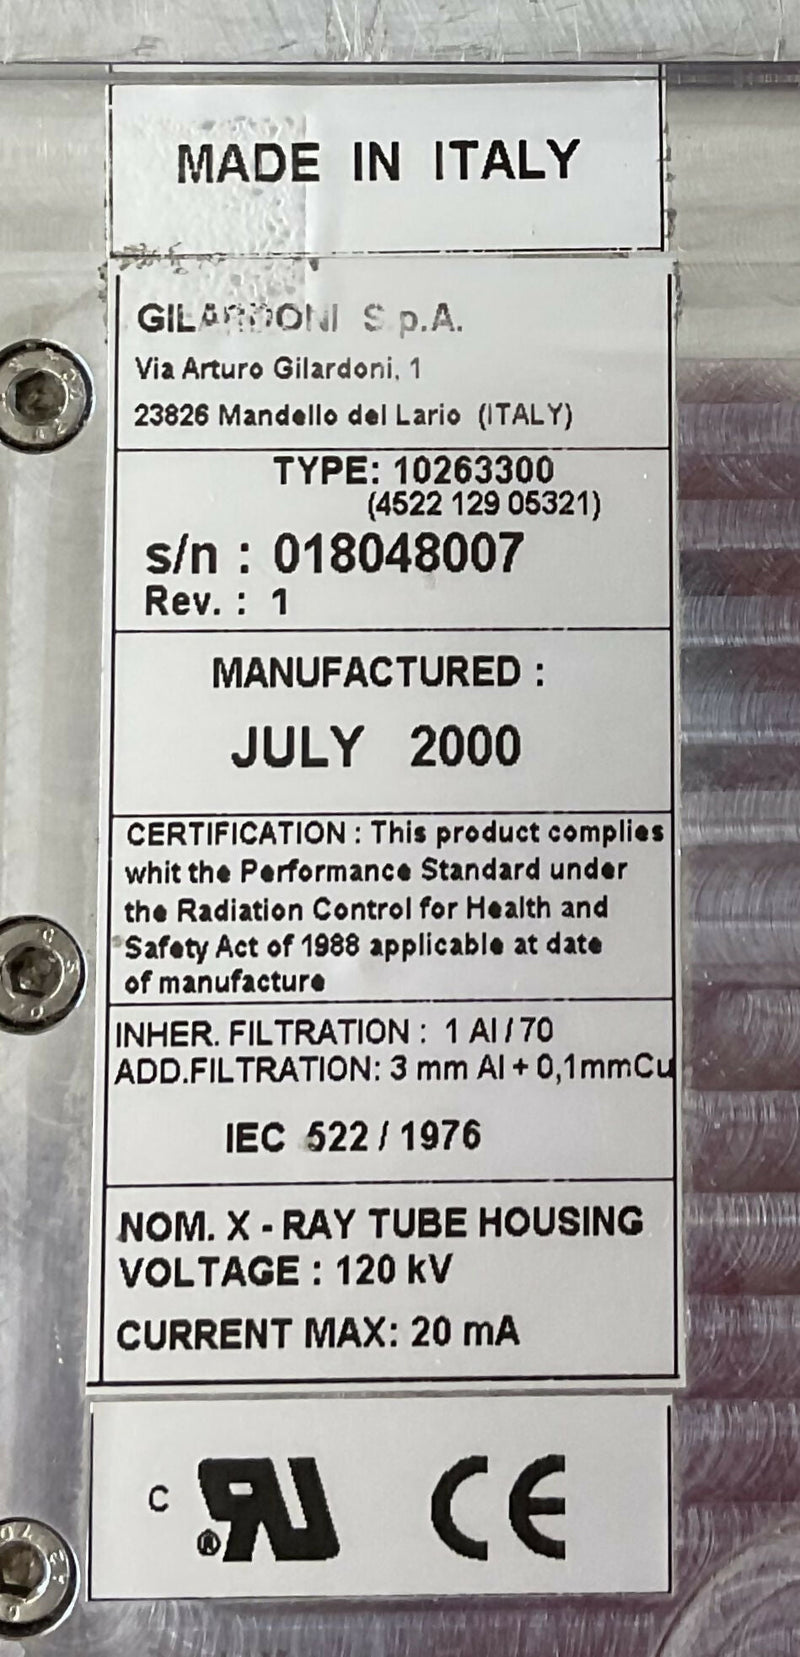 MADE IN ITALY
GILARDONI S p.A.
Via Arturo Gilardoni, 1
23826 Mandello del Lario (ITALY)
TYPE: 10263300
(4522 129 05321)
s/n : 018048007
Rev. : 1
MANUFACTURED :
JULY 2000
CERTIFICATION : This product complies
whit the Performance Standard under
the Radiation Control for Health and
Safety Act of 1988 applicable at date
of manufacture
INHER. FILTRATION : 1 Al / 70
ADD.FILTRATION: 3 mm Al + 0,1mmCu
IEC 522 / 1976
NOM. X - RAY TUBE HOUSING
VOLTAGE : 120 kV
CURRENT MAX: 20 mA
C RU ® CE